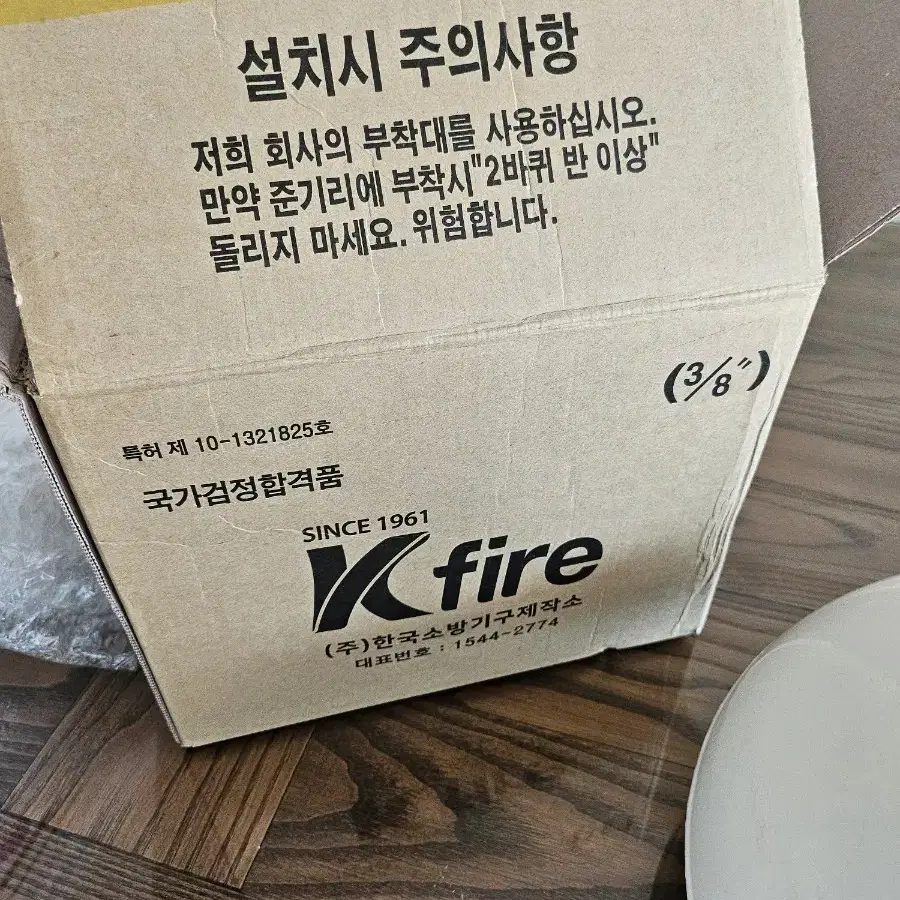 설치시 주의사항
저희 회사의 부착대를 사용하십시오.
만약 준기리에 부착시"2바퀴 반 이상"
돌리지 마세요. 위험합니다.
(3/8")
특허 제 10-1321825호
국가검정합격품
SINCE 1961
Kfire
(주)한국소방기구제작소
대표번호 : 1544-2774